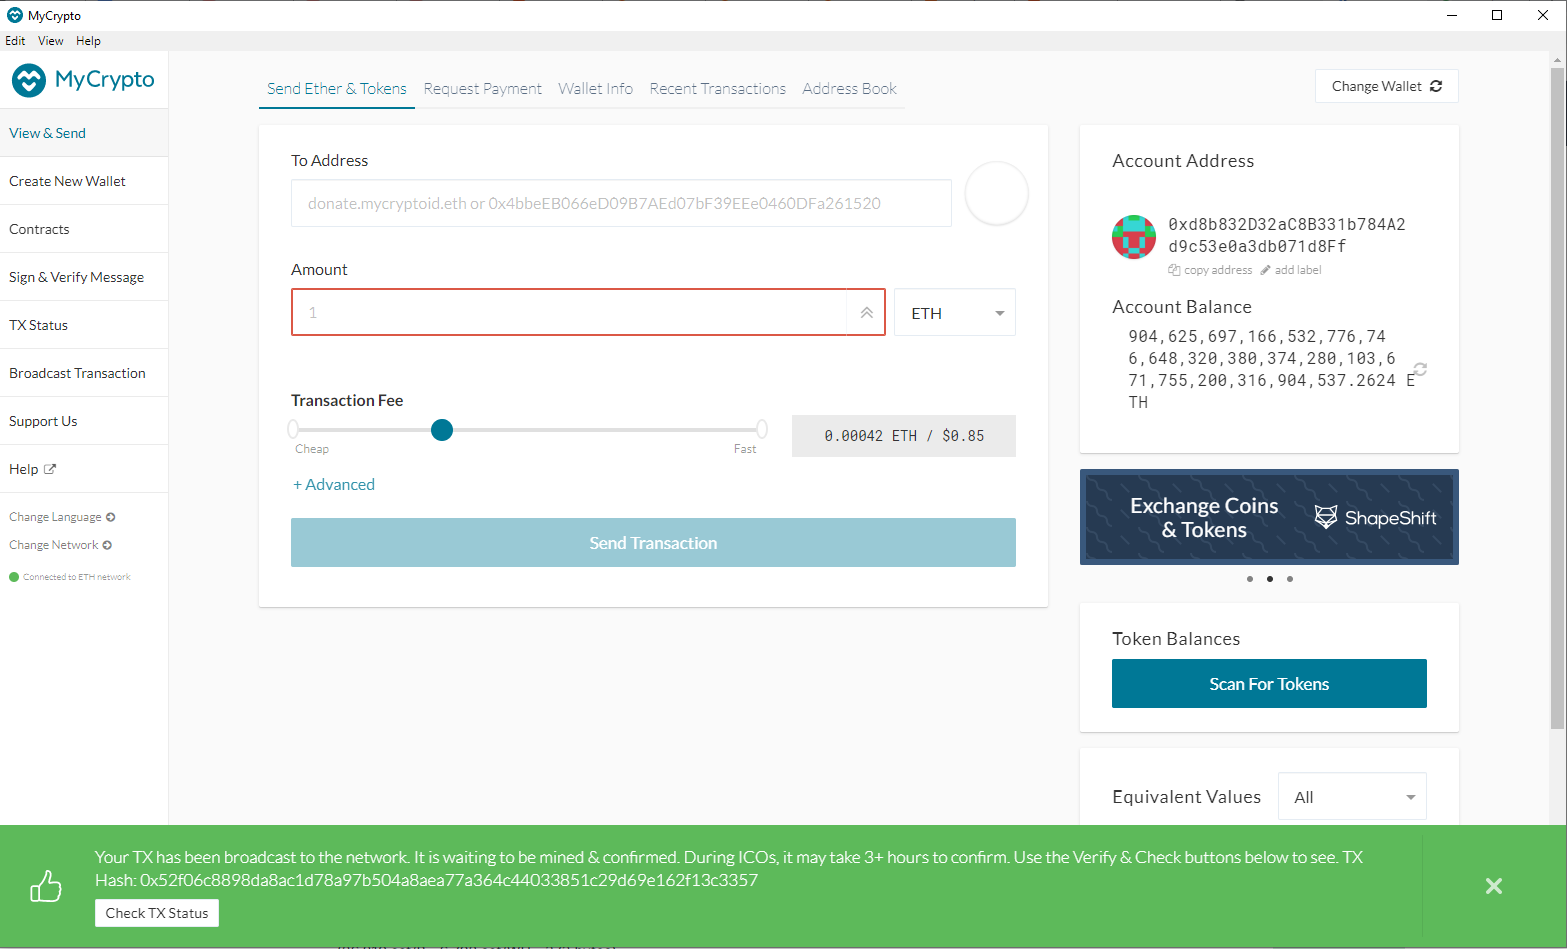 MyCrypto
Edit View Help
MyCrypto
View & Send
Create New Wallet
Contracts
Sign & Verify Message
TX Status
Broadcast Transaction
Support Us
Help
Change Language
Change Network
Connected to ETH network
Send Ether & Tokens Request Payment Wallet Info Recent Transactions Address Book
Change Wallet
To Address
donate.mycryptoid.eth or 0x4bbeEB066eD09B7AEd07bF39EEe0460DFa261520
Amount
1
ETH
Transaction Fee
Cheap
Fast
0.00042 ETH / $0.85
+ Advanced
Send Transaction
Account Address
0xd8b832D32aC8B331b784A2
d9c53e0a3db071d8Ff
copy address add label
Account Balance
904,625,697,166,532,776,74
6,648,320,380,374,280,103,6
71,755,200,316,904,537.2624 E
TH
Exchange Coins
& Tokens
ShapeShift
Token Balances
Scan For Tokens
Equivalent Values All
Your TX has been broadcast to the network. It is waiting to be mined & confirmed. During ICOs, it may take 3+ hours to confirm. Use the Verify & Check buttons below to see. TX
Hash: 0x52f06c8898da8ac1d78a97b504a8aea77a364c44033851c29d69e162f13c3357
Check TX Status